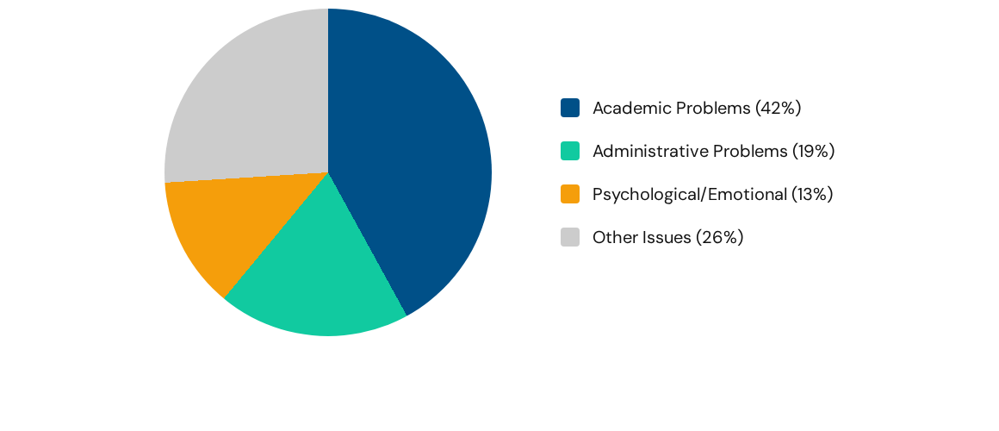 Academic Problems (42%)
Administrative Problems (19%)
Psychological/Emotional (13%)
Other Issues (26%)